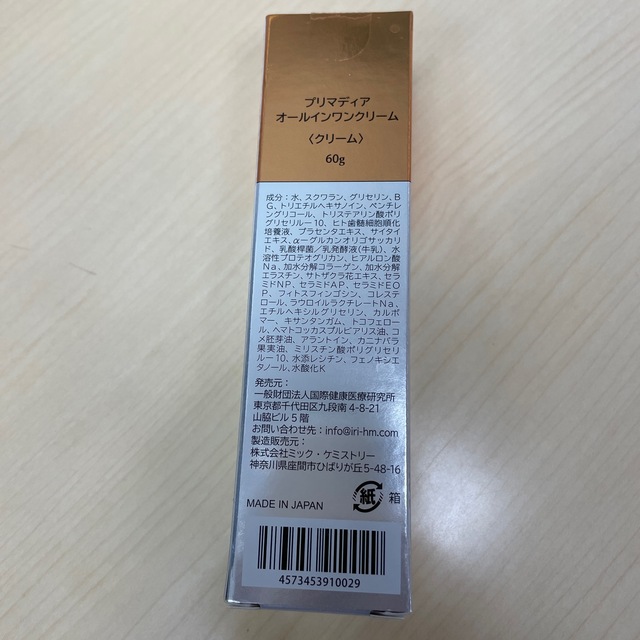 プリマディア
オールインワンクリーム
〈クリーム〉
60g
成分：水、スクワラン、グリセリン、B
G、トリエチルヘキサノイン、ペンチレ
ングリコール、トリステアリン酸ポリグ
リセリル－10、ヒト歯髄細胞順化
培養液、プラセンタエキス、サイタイ
エキス、α－グルカンオリゴサッカリ
ド、乳酸桿菌／乳発酵液（牛乳）、水
溶性プロテオグリカン、ヒアルロン酸
Na、加水分解コラーゲン、加水分解
エラスチン、サトザクラ花エキス、セラ
ミドNP、セラミドAP、セラミドEO
P、フィトスフィンゴシン、コレステ
ロール、ラウロイルラクチレートNa、
エチルヘキシルグリセリン、カルボ
マー、キサンタンガム、トコフェロー
ル、ヘマトコッカスプルビアリス油、コ
メ胚芽油、アラントイン、カニナバラ
果実油、ミリスチン酸ポリグリセリ
ル－10、水添レシチン、フェノキシエ
タノール、水酸化K
発売元：
一般財団法人国際健康医療研究所
東京都千代田区九段南4-8-21
山脇ビル5階
お問い合わせ先：info@iri-hm.com
製造販売元：
株式会社ミック・ケミストリー
神奈川県座間市ひばりが丘5-48-16
MADE IN JAPAN
紙 箱
4573453910029